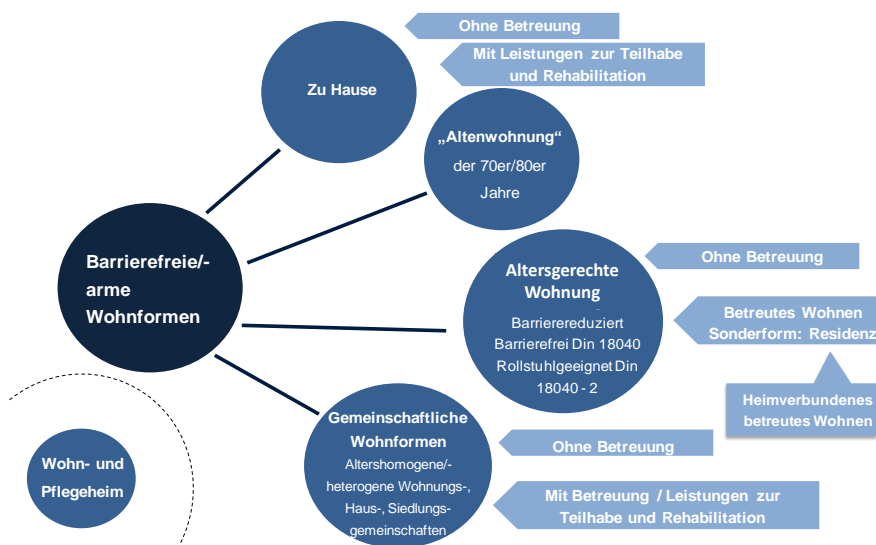 Ohne Betreuung
Mit Leistungen zur Teilhabe
und Rehabilitation
Zu Hause
„Altenwohnung“
der 70er/80er
Jahre
Barrierefreie/-
arme
Wohnformen
Altersgerechte
Wohnung
Barrierereduziert
Barrierefrei Din 18040
Rollstuhlgeeignet Din
18040 - 2
Ohne Betreuung
Betreutes Wohnen
Sonderform: Residenz
Heimverbundenes
betreutes Wohnen
Gemeinschaftliche
Wohnformen
Altershomogene/-
heterogene Wohnungs-,
Haus-, Siedlungs-
gemeinschaften
Ohne Betreuung
Mit Betreuung / Leistungen zur
Teilhabe und Rehabilitation
Wohn- und
Pflegeheim